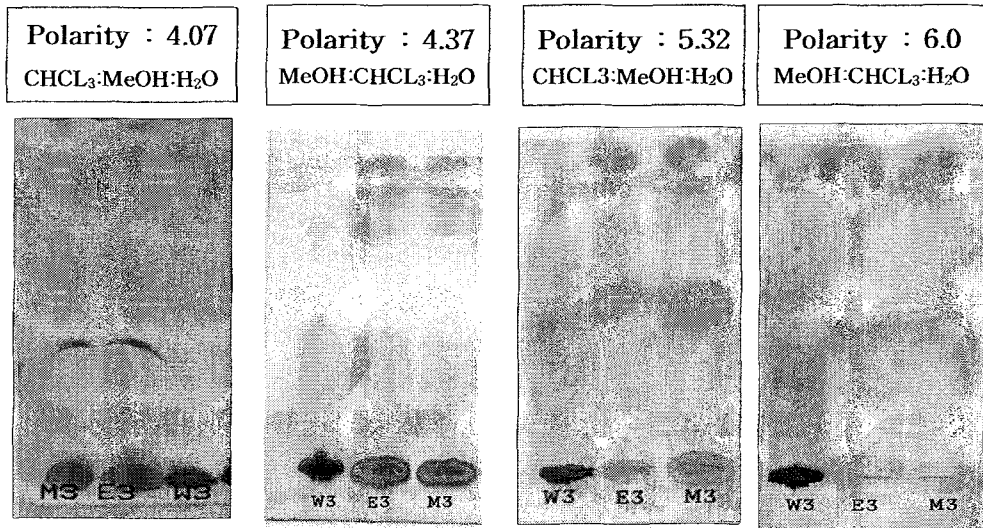 Polarity : 4.07
CHCL₃:MeOH:H₂O
Polarity : 4.37
MeOH:CHCL₃:H₂O
Polarity : 5.32
CHCL3:MeOH:H₂O
Polarity : 6.0
MeOH:CHCL₃:H₂O
M3 E3 W3
W3 E3 M3
W3 E3 M3
W3 E3 M3